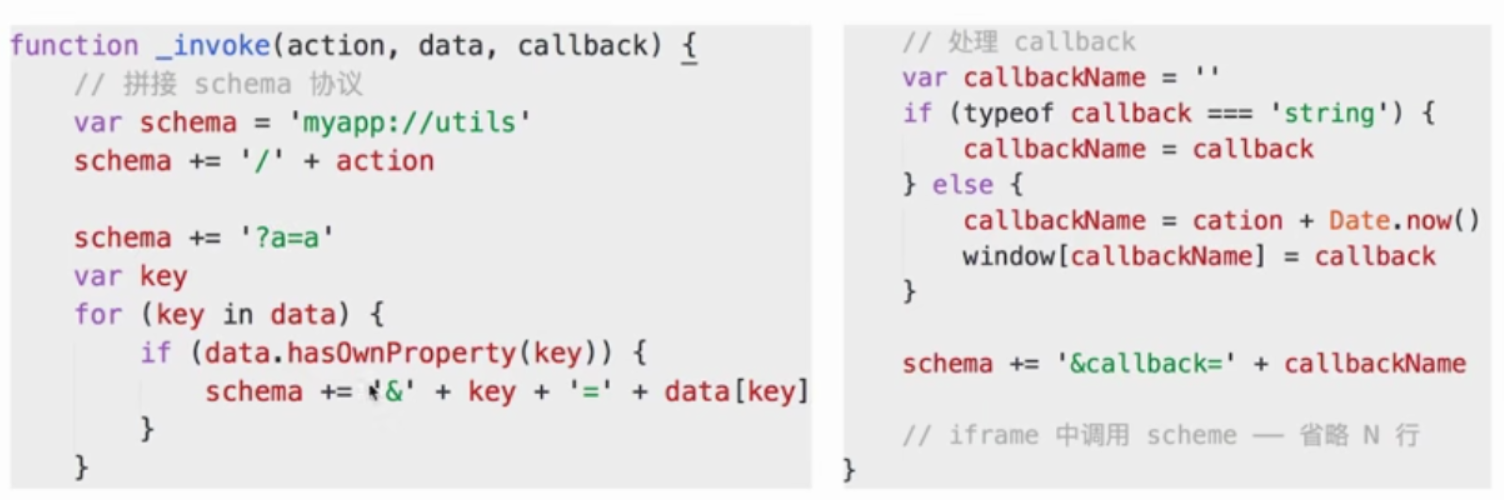 function _invoke(action, data, callback) {
// 拼接 schema 协议
var schema = 'myapp://utils'
schema += '/' + action
schema += '?a=a'
var key
for (key in data) {
if (data.hasOwnProperty(key)) {
schema += '&' + key + '=' + data[key]
}
}
// 处理 callback
var callbackName = ''
if (typeof callback === 'string') {
callbackName = callback
} else {
callbackName = cation + Date.now()
window[callbackName] = callback
}
schema += '&callback=' + callbackName
// iframe 中调用 scheme —— 省略 N 行
}